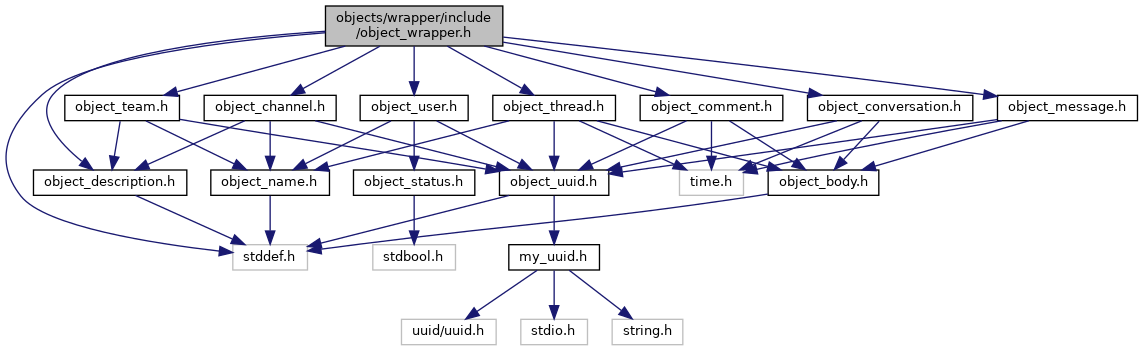 objects/wrapper/include
/object_wrapper.h
object_team.h
object_channel.h
object_user.h
object_thread.h
object_comment.h
object_conversation.h
object_message.h
object_description.h
object_name.h
object_status.h
object_uuid.h
time.h
object_body.h
stddef.h
stdbool.h
my_uuid.h
uuid/uuid.h
stdio.h
string.h